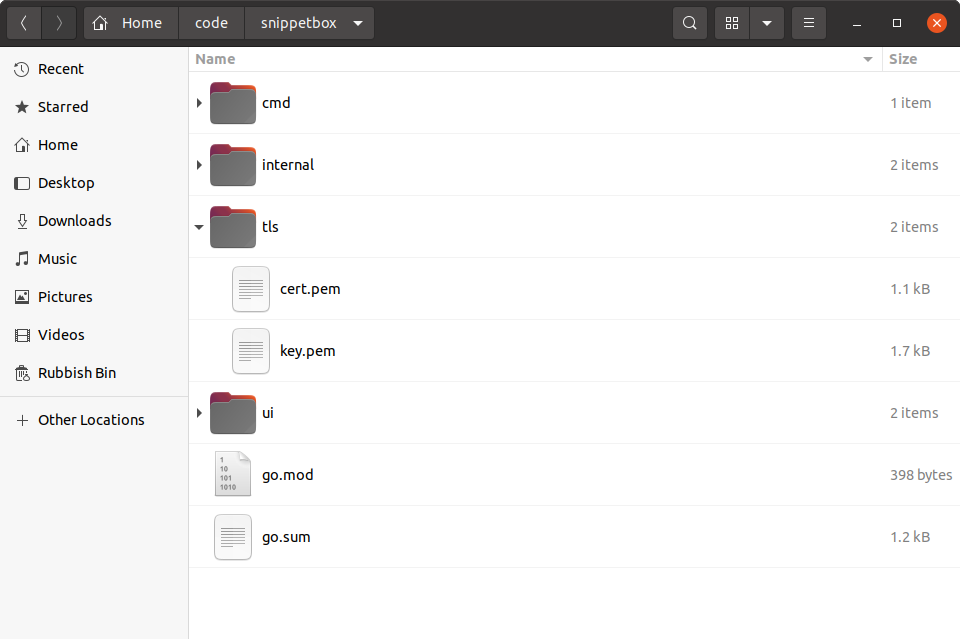 Home code snippetbox
Name Size
Recent
Starred
Home
Desktop
Downloads
Music
Pictures
Videos
Rubbish Bin
Other Locations
cmd 1 item
internal 2 items
tls 2 items
cert.pem 1.1 kB
key.pem 1.7 kB
ui 2 items
1
10
101
1010
go.mod 398 bytes
go.sum 1.2 kB